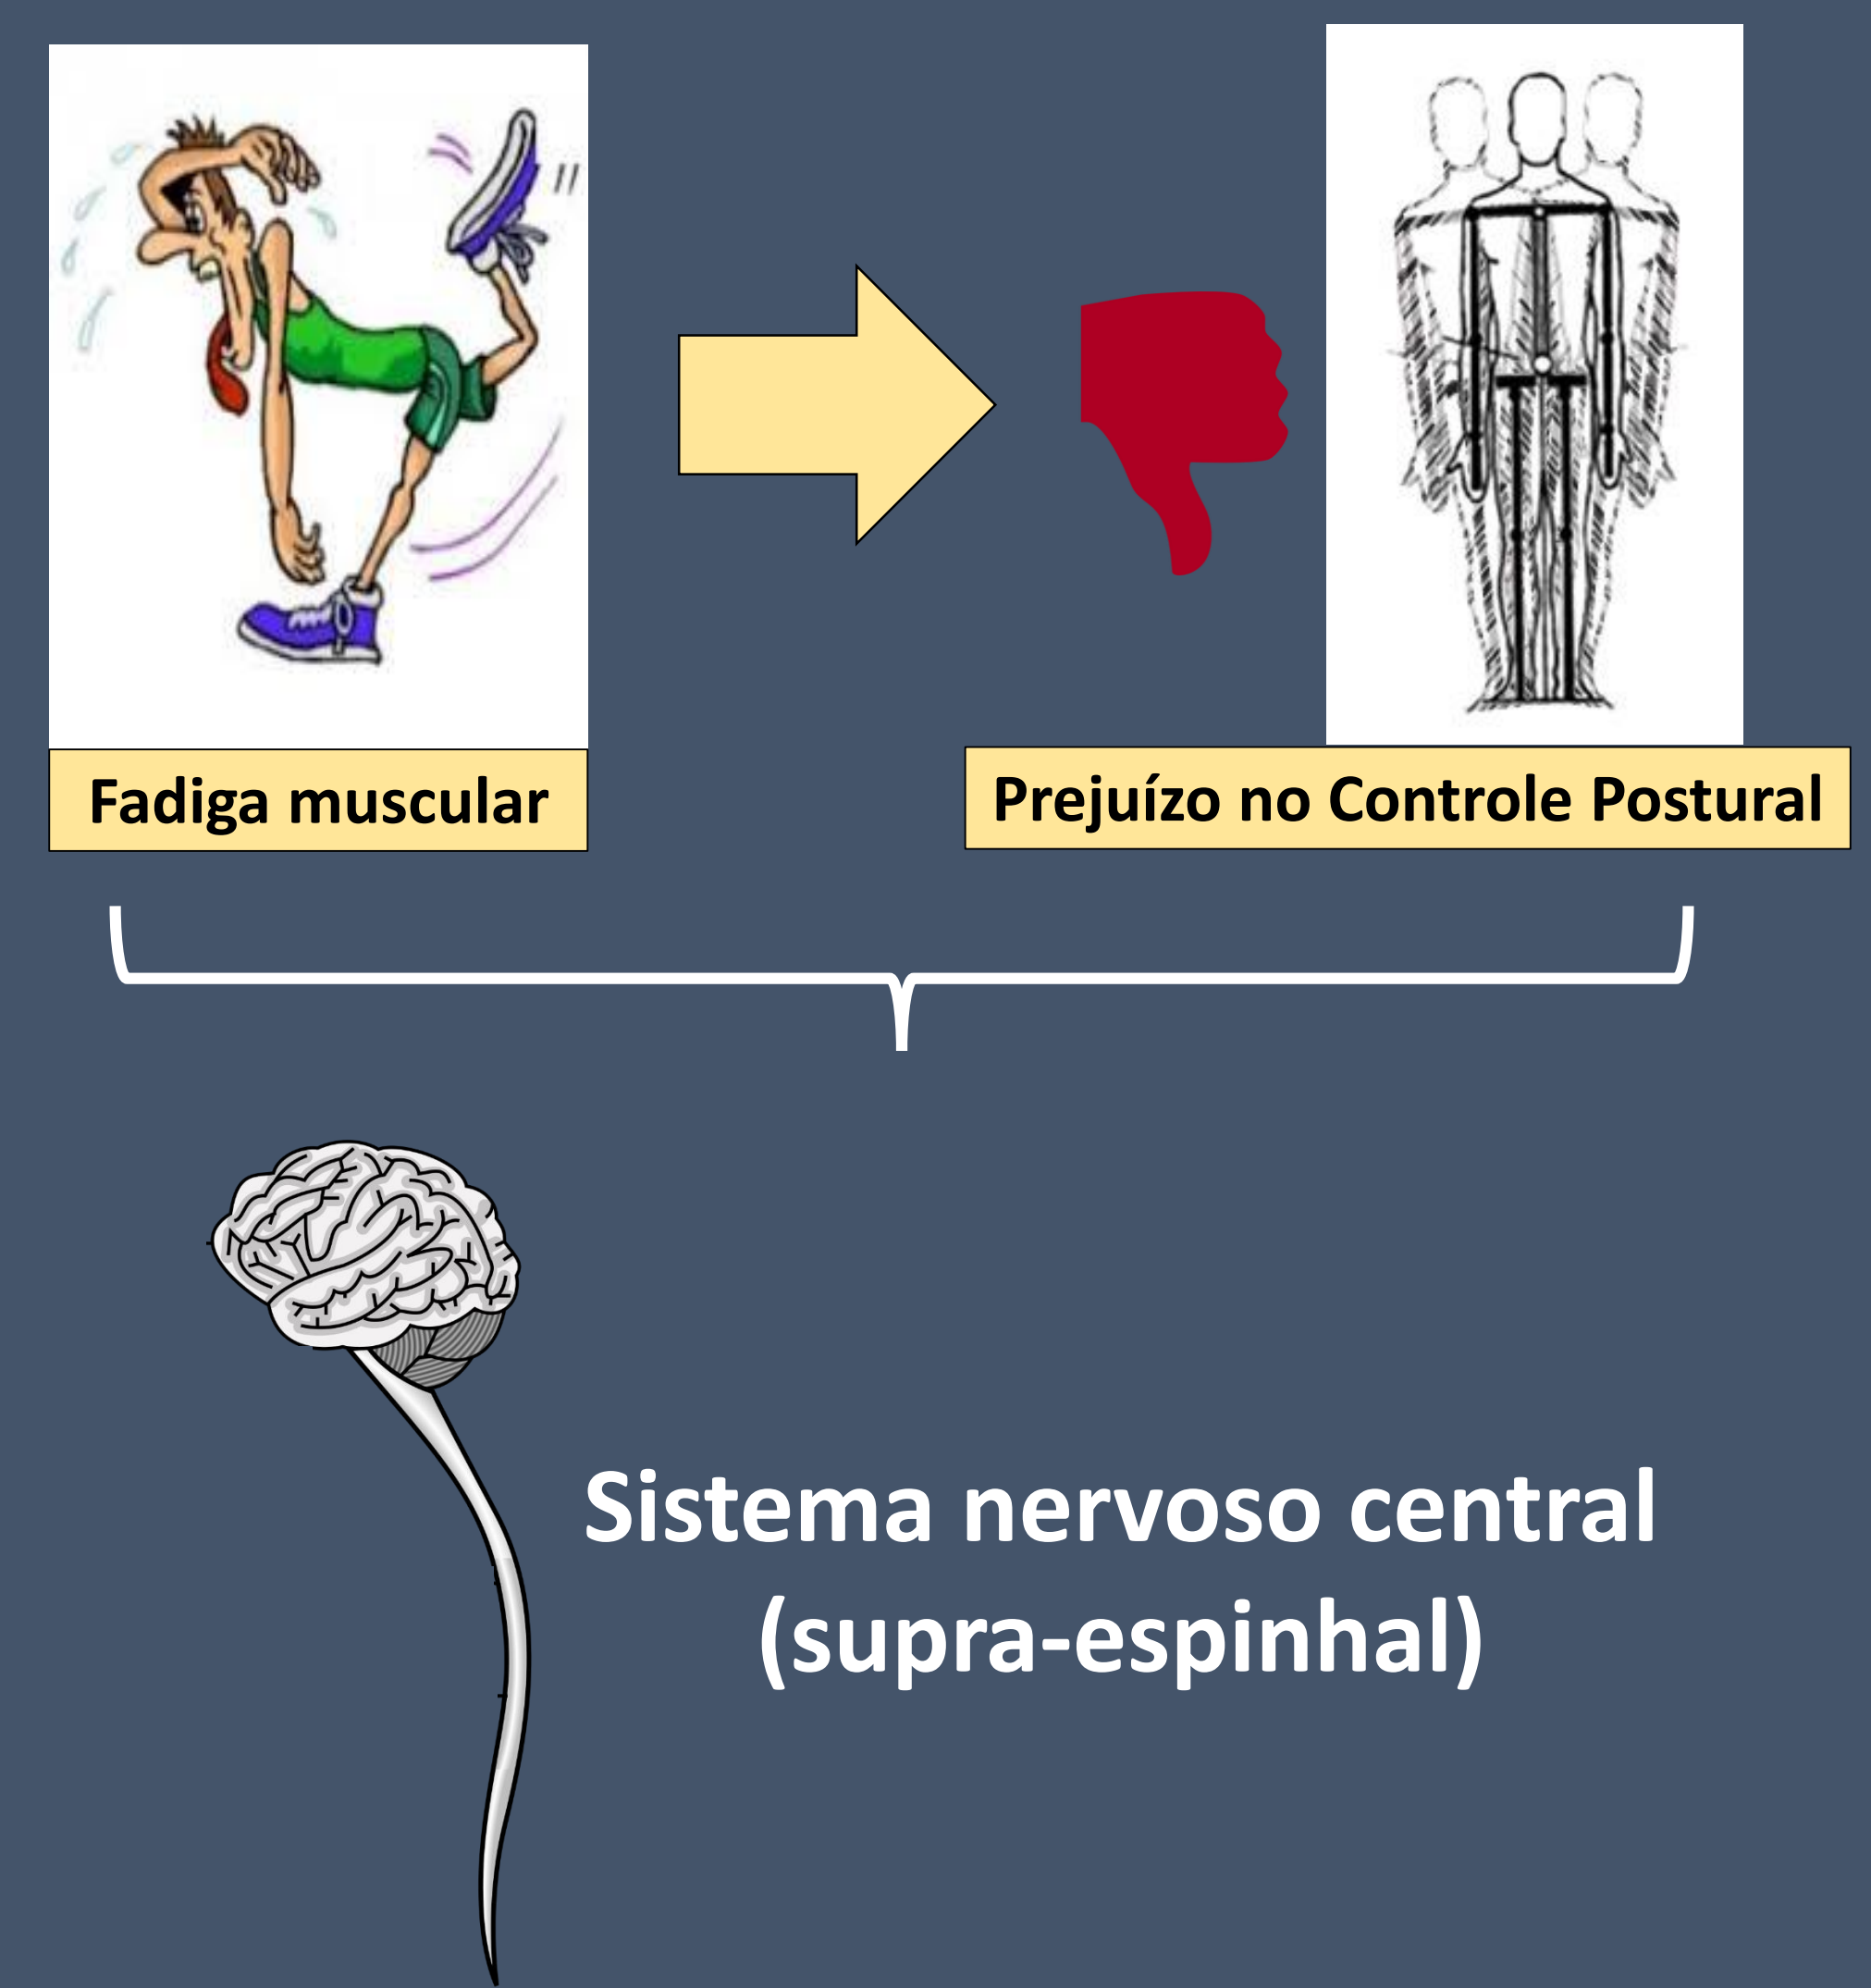 Fadiga muscular
Prejuízo no Controle Postural
Sistema nervoso central
(supra-espinhal)